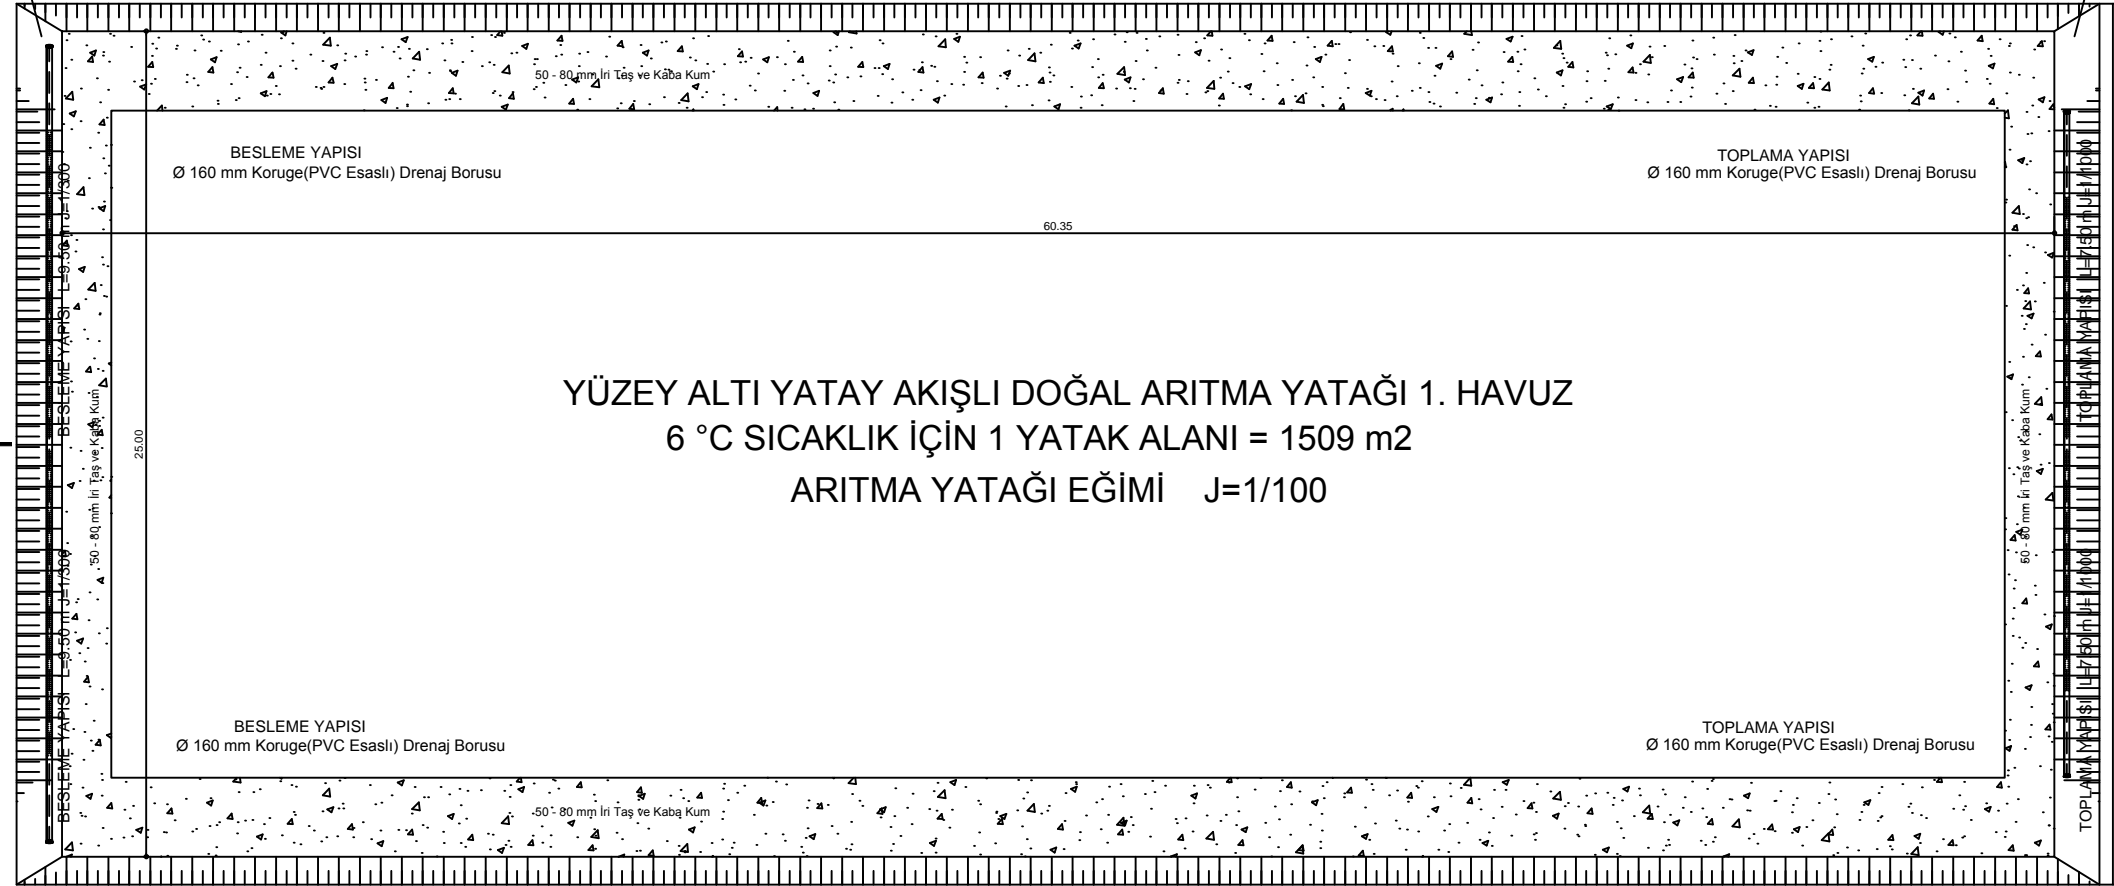 50 - 80 mm İri Taş ve Kaba Kum
BESLEME YAPISI
Ø 160 mm Koruge(PVC Esaslı) Drenaj Borusu
TOPLAMA YAPISI
Ø 160 mm Koruge(PVC Esaslı) Drenaj Borusu
60.35
BESLEME YAPISI L=9.50 m J=1/300
50 - 80 mm İri Taş ve Kaba Kum
25.00
YÜZEY ALTI YATAY AKIŞLI DOĞAL ARITMA YATAĞI 1. HAVUZ
6 °C SICAKLIK İÇİN 1 YATAK ALANI = 1509 m2
ARITMA YATAĞI EĞİMİ J=1/100
50 - 80 mm İri Taş ve Kaba Kum
TOPLAMA YAPISI L=7.50 m J=1/1000
BESLEME YAPISI L=9.50 m J=1/300
TOPLAMA YAPISI L=7.50 m J=1/1000
BESLEME YAPISI
Ø 160 mm Koruge(PVC Esaslı) Drenaj Borusu
TOPLAMA YAPISI
Ø 160 mm Koruge(PVC Esaslı) Drenaj Borusu
50 - 80 mm İri Taş ve Kaba Kum